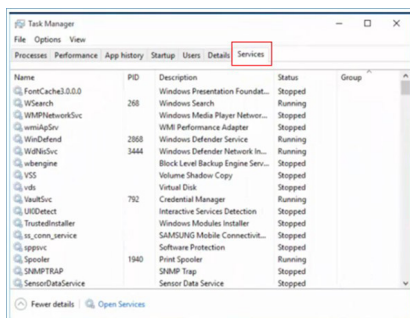 Task Manager
File Options View
Processes Performance App history Startup Users Details Services
Name PID Description Status Group
FontCache3.0.0.0 Windows Presentation Foundat... Stopped
WSearch 268 Windows Search Running
WMPNetworkSvc Windows Media Player Networ... Stopped
wmiApSrv WMI Performance Adapter Stopped
WinDefend 2868 Windows Defender Service Running
WdNisSvc 3444 Windows Defender Network In... Running
wbengine Block Level Backup Engine Serv... Stopped
VSS Volume Shadow Copy Stopped
vds Virtual Disk Stopped
VaultSvc 792 Credential Manager Running
UI0Detect Interactive Services Detection Stopped
TrustedInstaller Windows Modules Installer Stopped
ss_conn_service SAMSUNG Mobile Connectivit... Stopped
sppsvc Software Protection Stopped
Spooler 1940 Print Spooler Running
SNMPTRAP SNMP Trap Stopped
SensorDataService Sensor Data Service Stopped
Fewer details Open Services